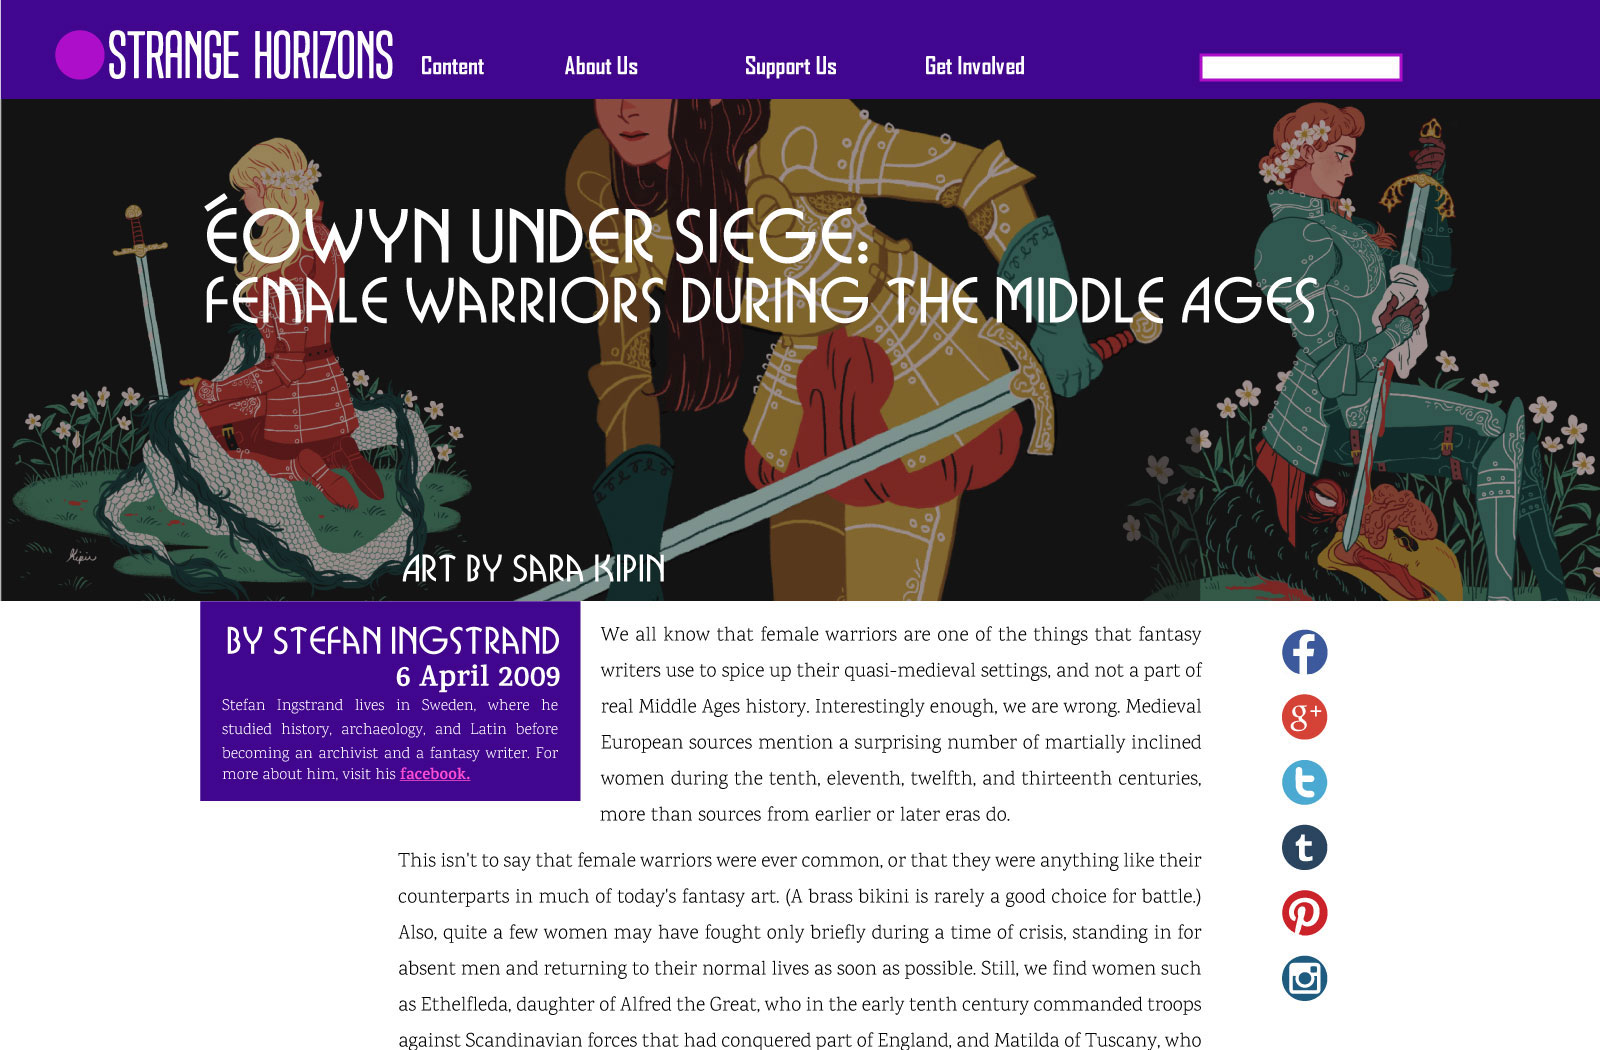 STRANGE HORIZONS
Content
About Us
Support Us
Get Involved
ÉOWYN UNDER SIEGE:
FEMALE WARRIORS DURING THE MIDDLE AGES
Kipin
ART BY SARA KIPIN
BY STEFAN INGSTRAND
6 April 2009
Stefan Ingstrand lives in Sweden, where he
studied history, archaeology, and Latin before
becoming an archivist and a fantasy writer. For
more about him, visit his facebook.
We all know that female warriors are one of the things that fantasy
writers use to spice up their quasi-medieval settings, and not a part of
real Middle Ages history. Interestingly enough, we are wrong. Medieval
European sources mention a surprising number of martially inclined
women during the tenth, eleventh, twelfth, and thirteenth centuries,
more than sources from earlier or later eras do.
This isn't to say that female warriors were ever common, or that they were anything like their
counterparts in much of today's fantasy art. (A brass bikini is rarely a good choice for battle.)
Also, quite a few women may have fought only briefly during a time of crisis, standing in for
absent men and returning to their normal lives as soon as possible. Still, we find women such
as Ethelfleda, daughter of Alfred the Great, who in the early tenth century commanded troops
against Scandinavian forces that had conquered part of England, and Matilda of Tuscany, who
f
g+
t
t